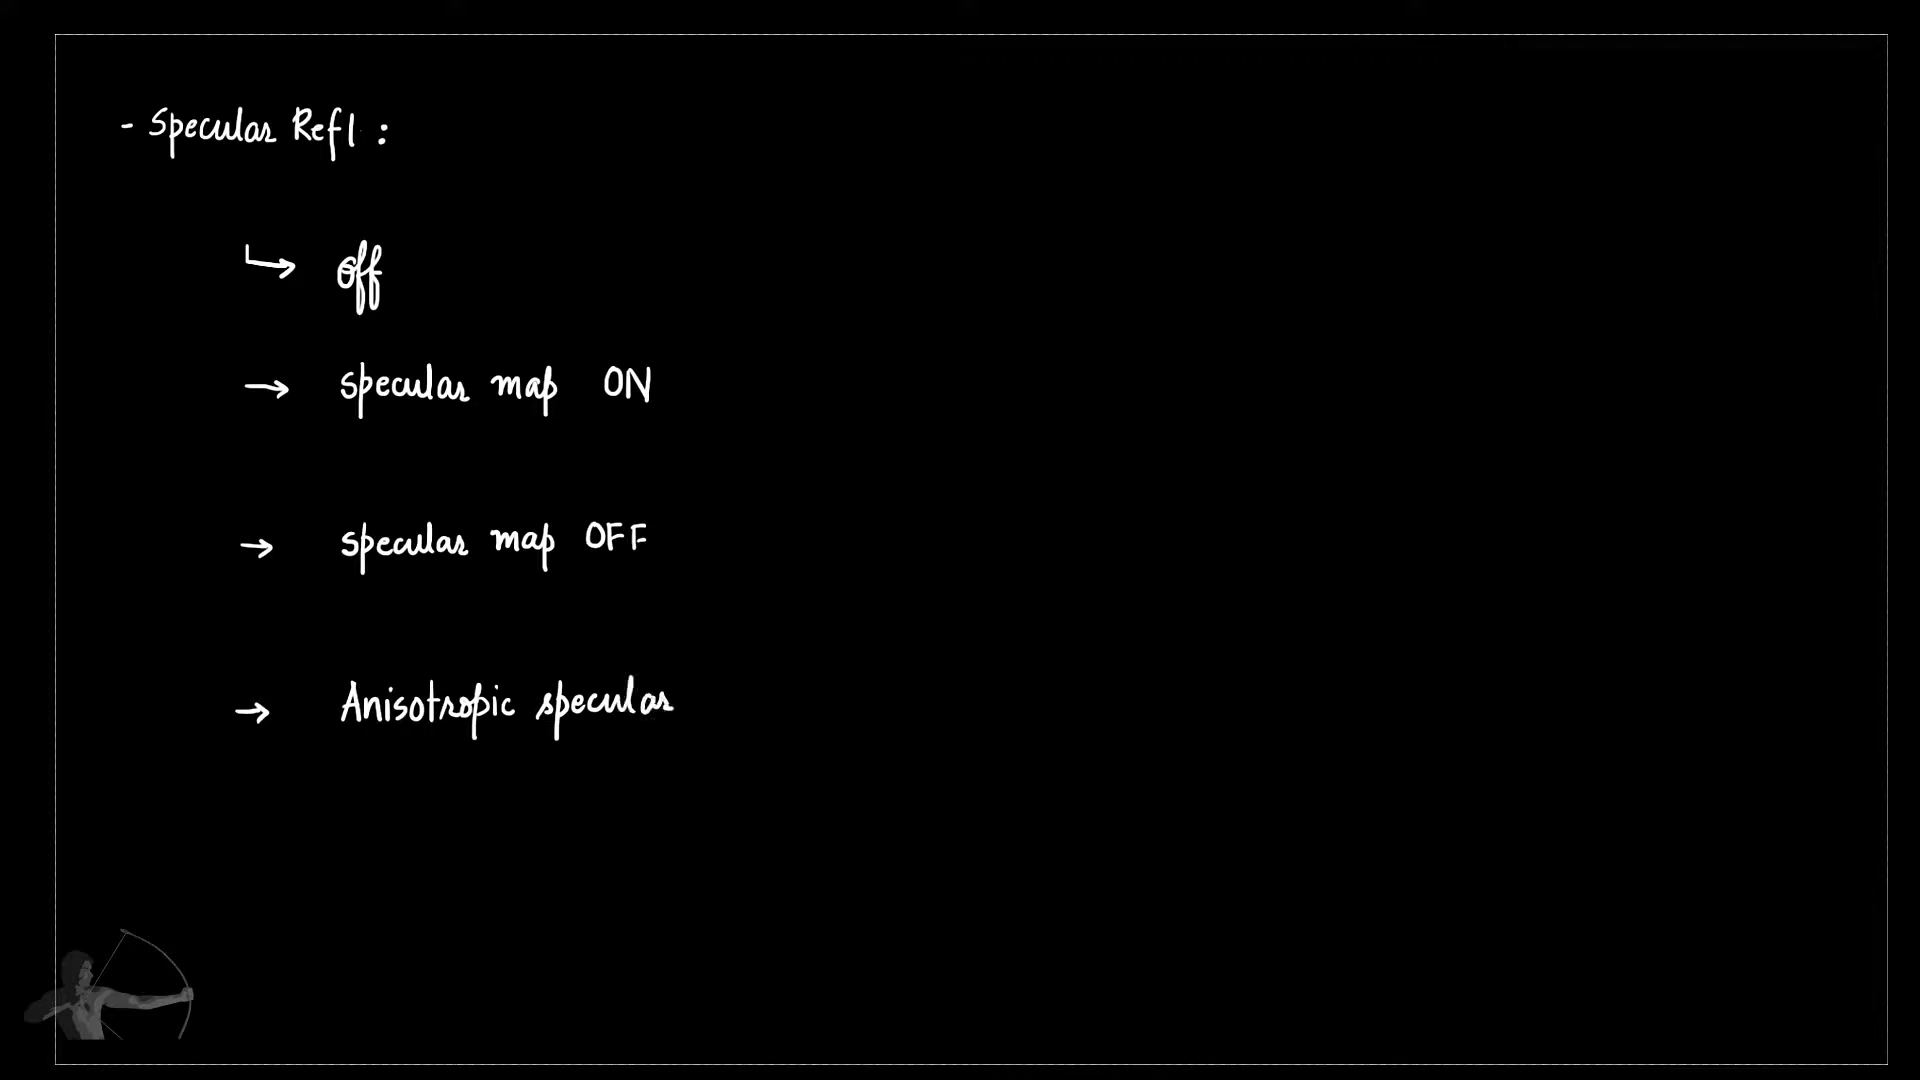 - Specular Refl :
↳ off
→ specular map ON
→ specular map OFF
→ Anisotropic specular